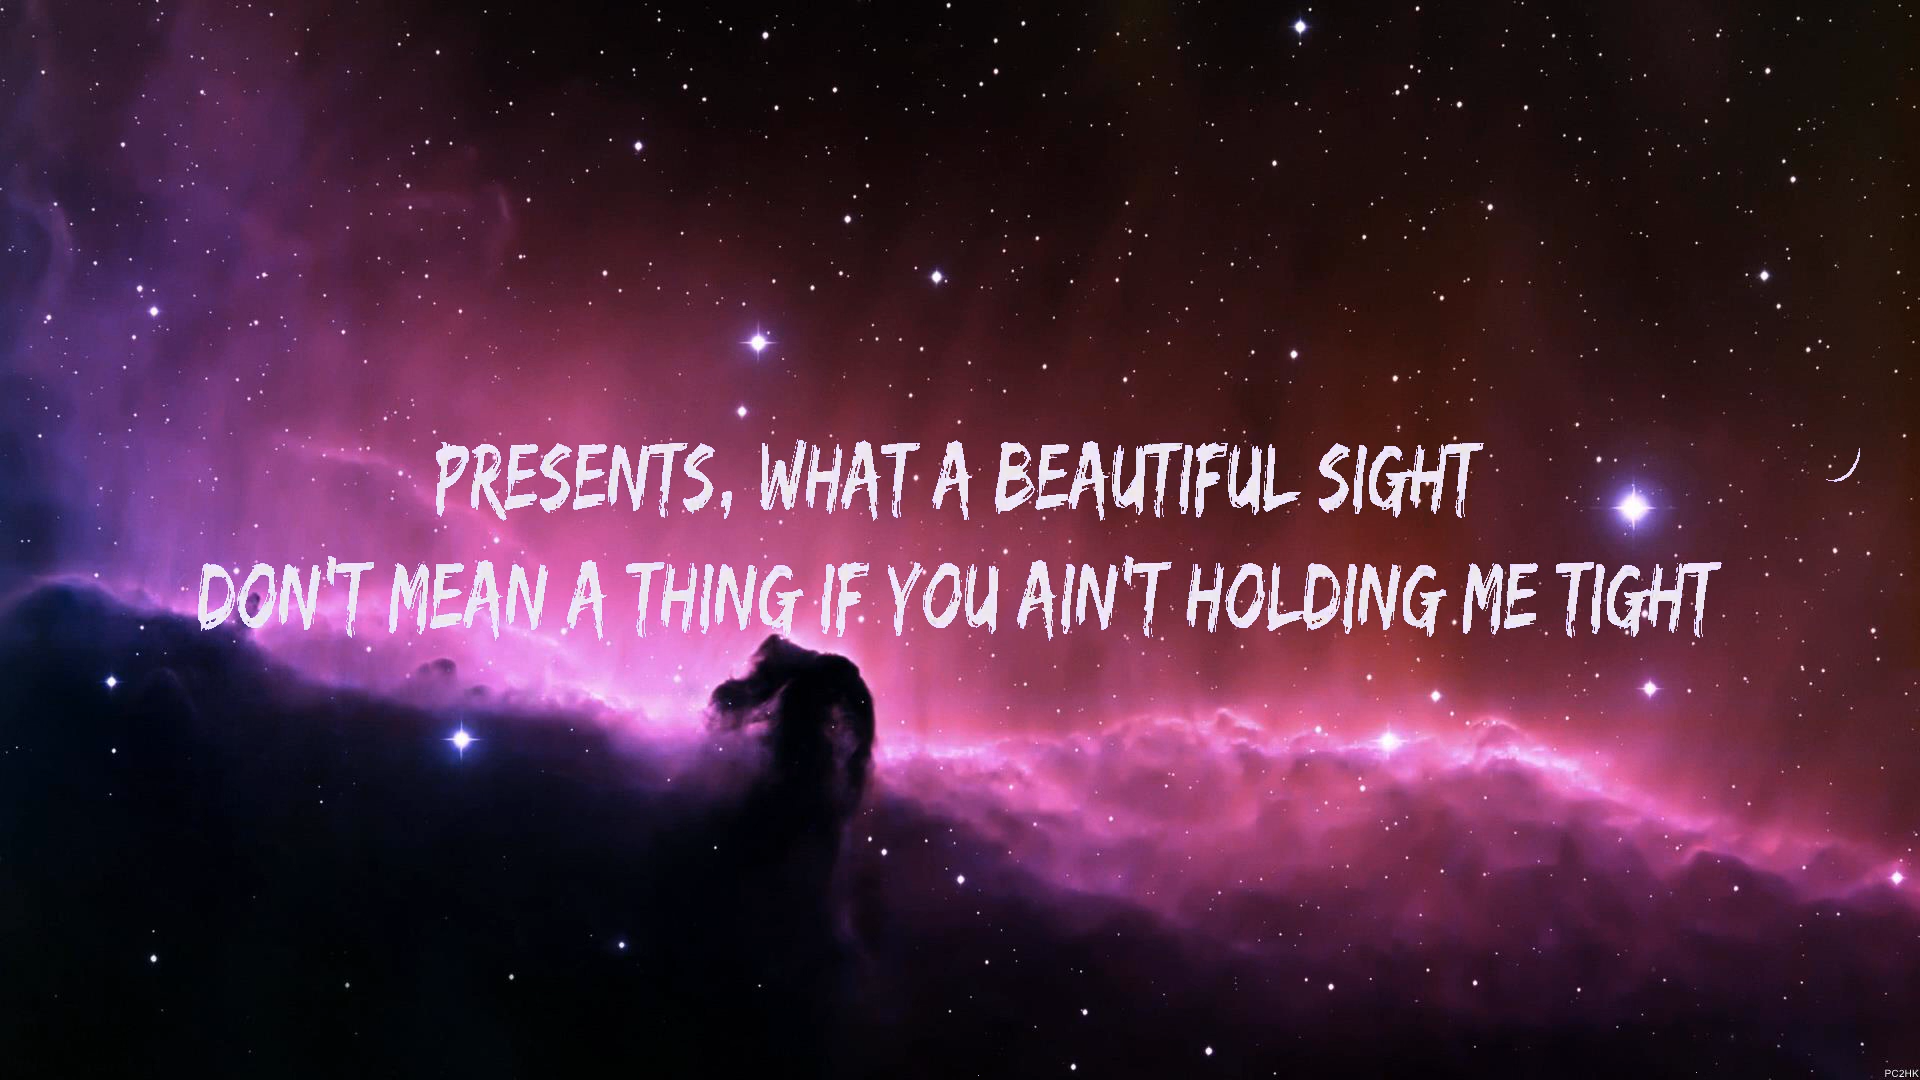 PRESENTS, WHAT A BEAUTIFUL SIGHT
DON'T MEAN A THING IF YOU AIN'T HOLDING ME TIGHT
PC2HK